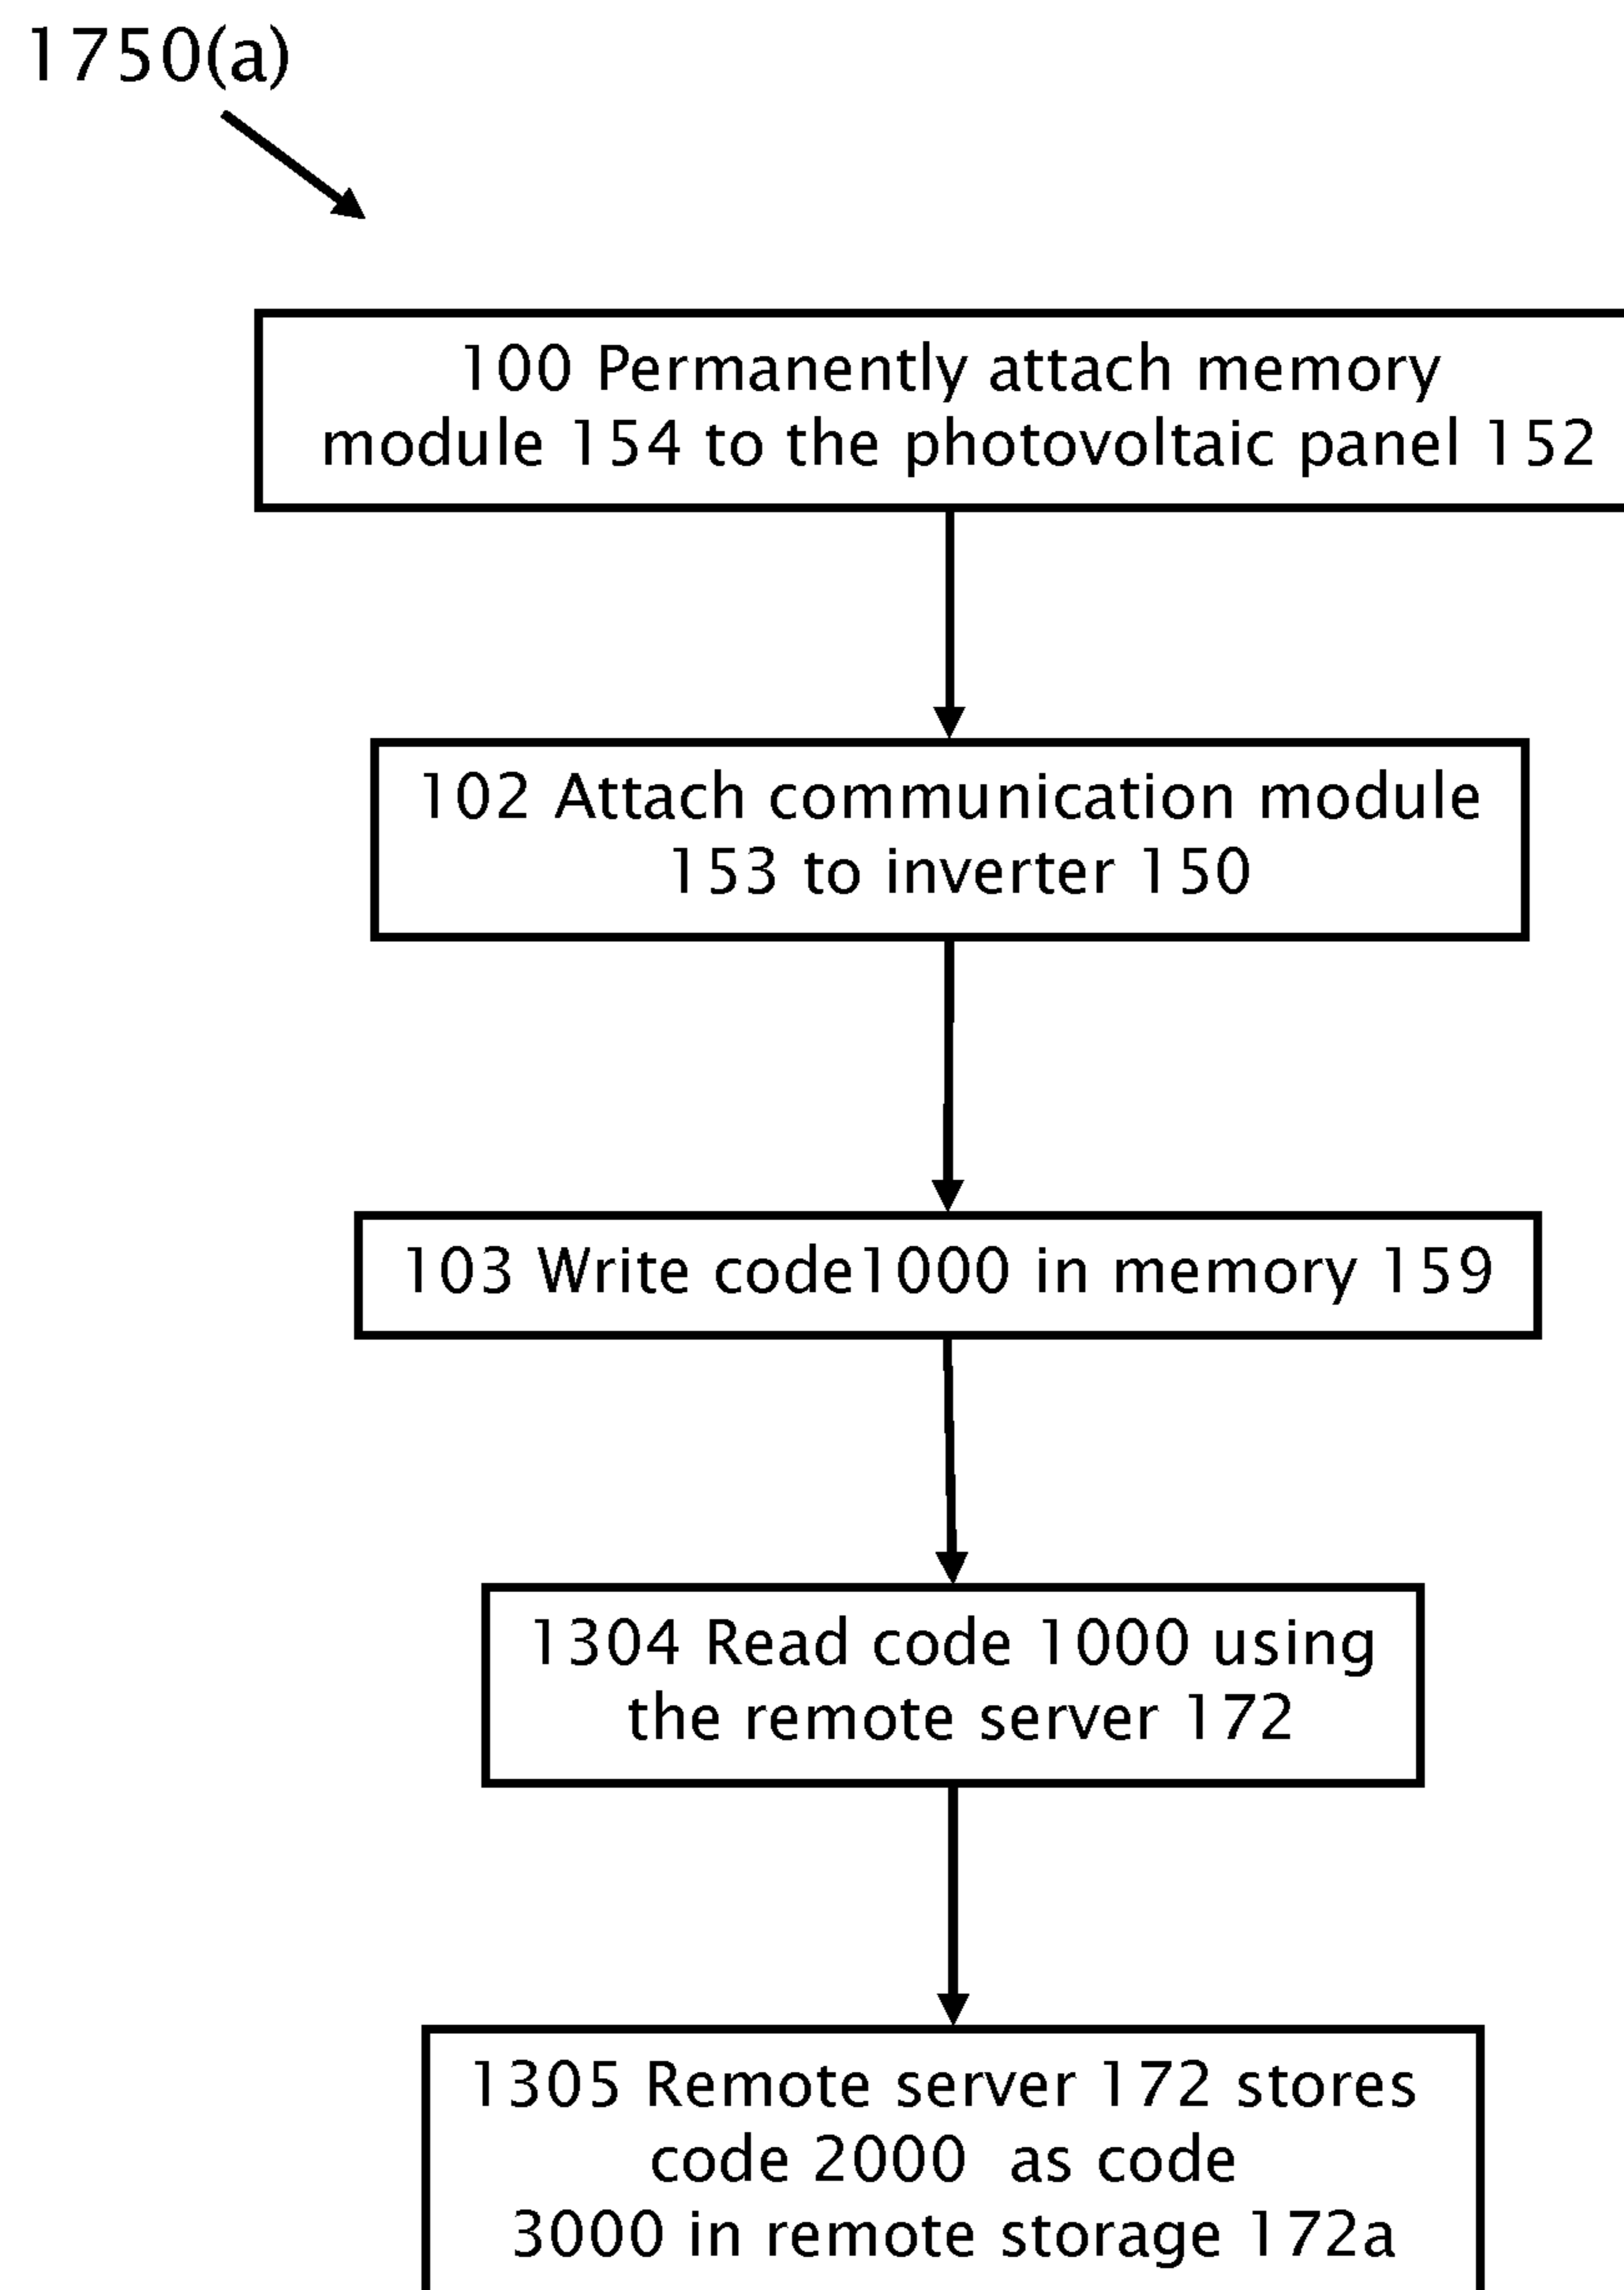 1750(a)
100 Permanently attach memory
module 154 to the photovoltaic panel 152
102 Attach communication module
153 to inverter 150
103 Write code1000 in memory 159
1304 Read code 1000 using
the remote server 172
1305 Remote server 172 stores
code 2000 as code
3000 in remote storage 172a